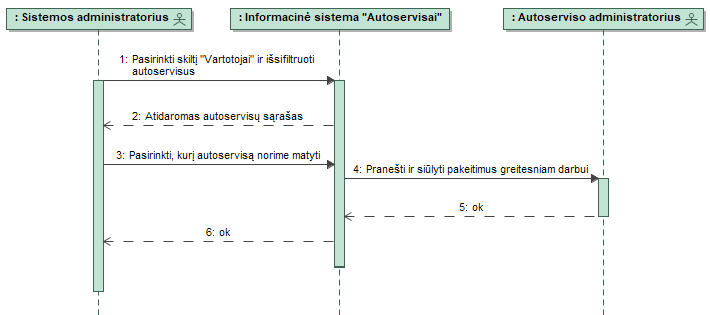 : Sistemos administratorius
: Informacinė sistema "Autoservisai"
: Autoserviso administratorius
1: Pasirinkti skiltį "Vartotojai" ir išsifiltruoti
autoservisus
2: Atidaromas autoservisų sąrašas
3: Pasirinkti, kurį autoservisą norime matyti
4: Pranešti ir siūlyti pakeitimus greitesniam darbui
5: ok
6: ok